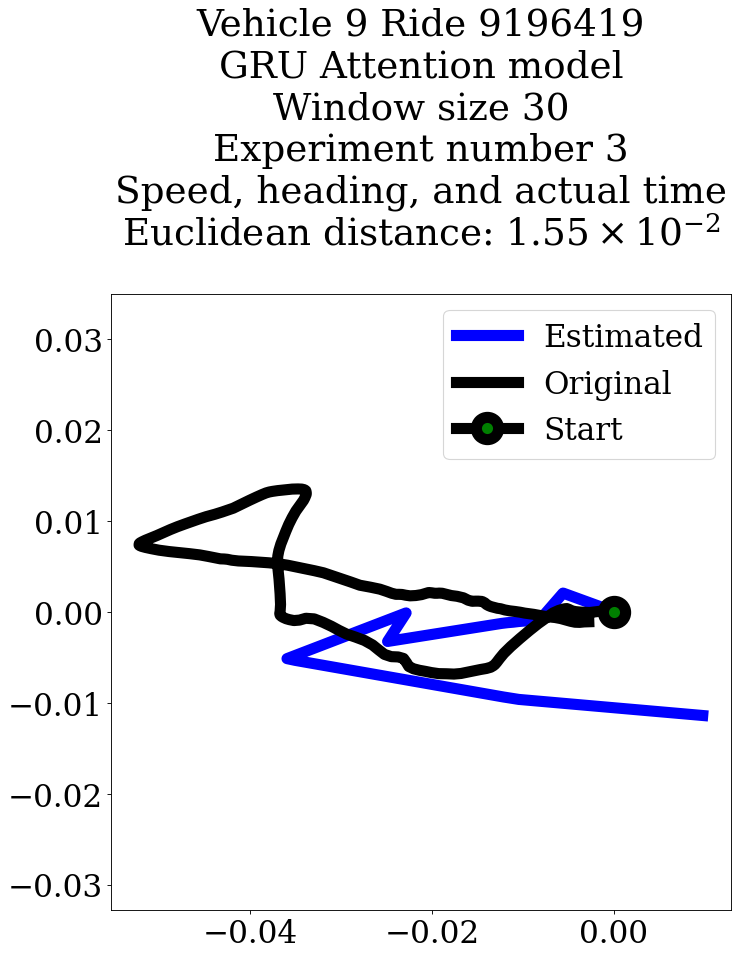 Vehicle 9 Ride 9196419
GRU Attention model
Window size 30
Experiment number 3
Speed, heading, and actual time
Euclidean distance: 1.55 × 10⁻²
Estimated
Original
Start
0.03
0.02
0.01
0.00
−0.01
−0.02
−0.03
−0.04
−0.02
0.00